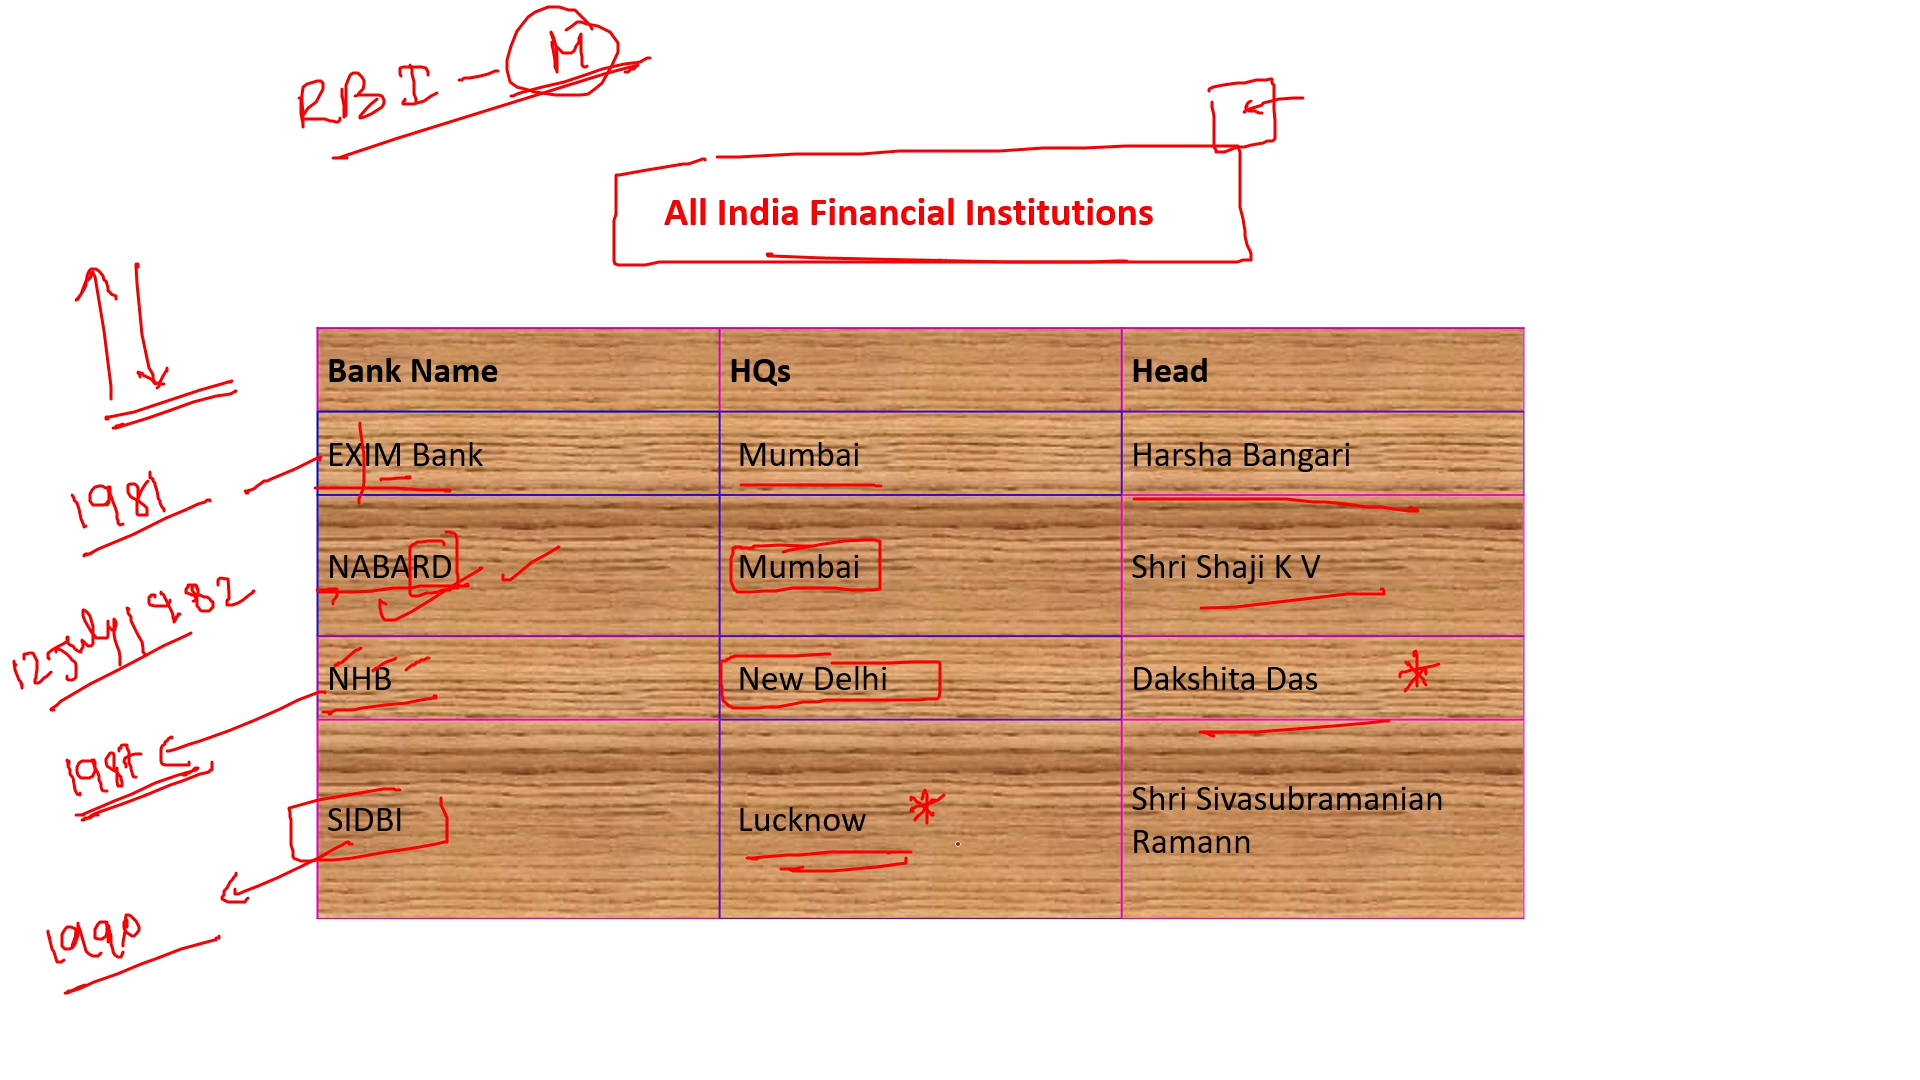 RBI - M
All India Financial Institutions
Bank Name HQs Head
1981 EXIM Bank Mumbai Harsha Bangari
12 July 1982 NABARD Mumbai Shri Shaji K V
1987 NHB New Delhi Dakshita Das
1990 SIDBI Lucknow Shri Sivasubramanian
Ramann